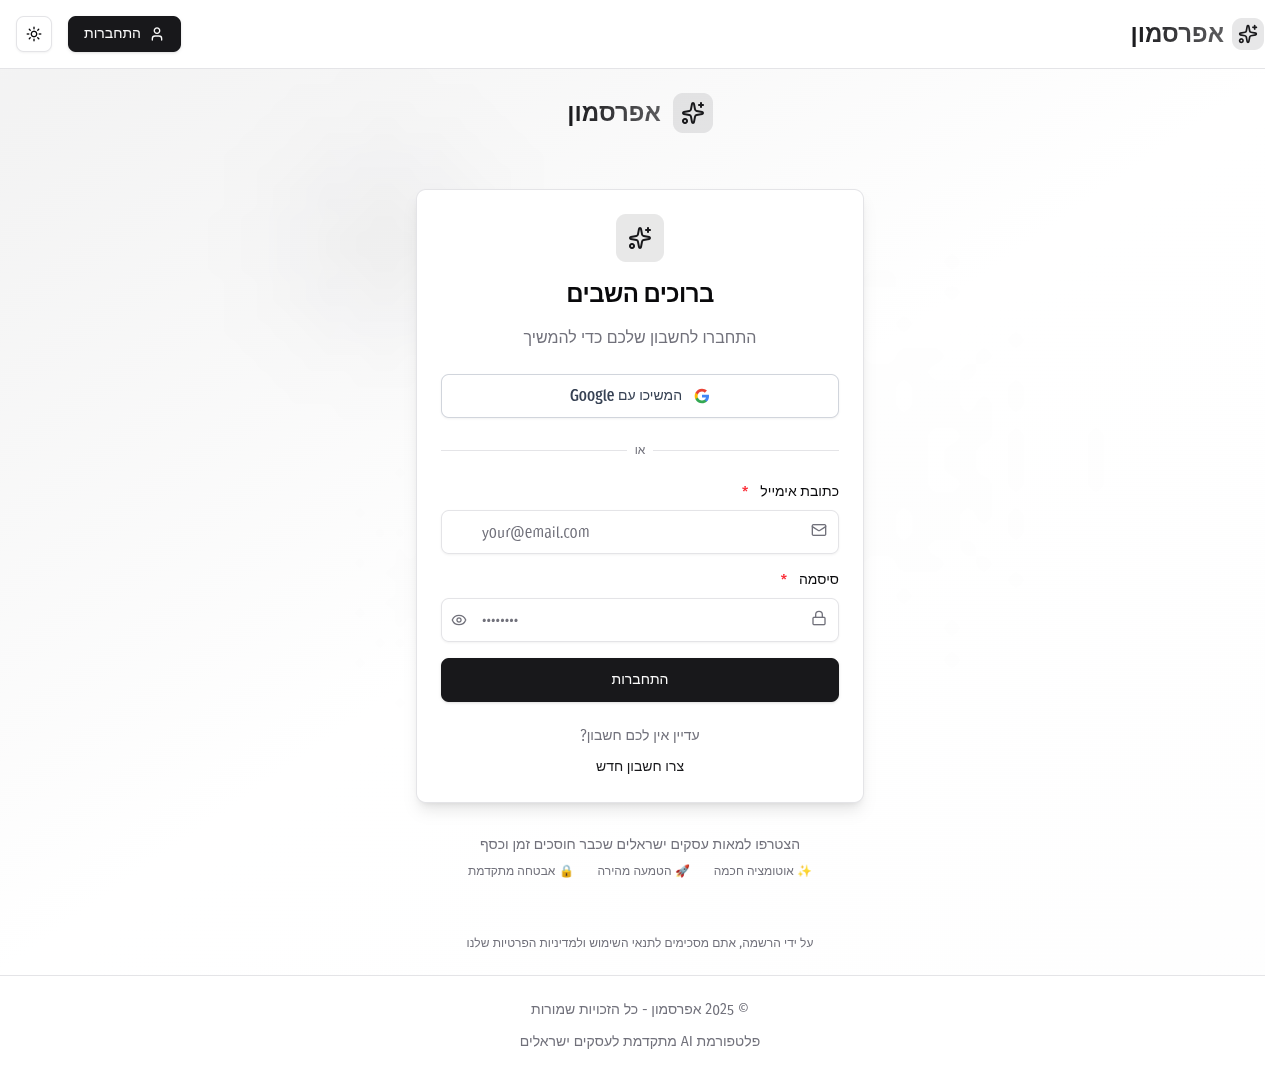 אפרסמון
התחברות
אפרסמון
ברוכים השבים
התחברו לחשבון שלכם כדי להמשיך
המשיכו עם Google
או
כתובת אימייל *
your@email.com
סיסמה *
••••••••
התחברות
עדיין אין לכם חשבון?
צרו חשבון חדש
הצטרפו למאות עסקים ישראלים שכבר חוסכים זמן וכסף
✨ אוטומציה חכמה 🚀 הטמעה מהירה 🔒 אבטחה מתקדמת
על ידי הרשמה, אתם מסכימים לתנאי השימוש ולמדיניות הפרטיות שלנו
© 2025 אפרסמון - כל הזכויות שמורות
פלטפורמת AI מתקדמת לעסקים ישראלים